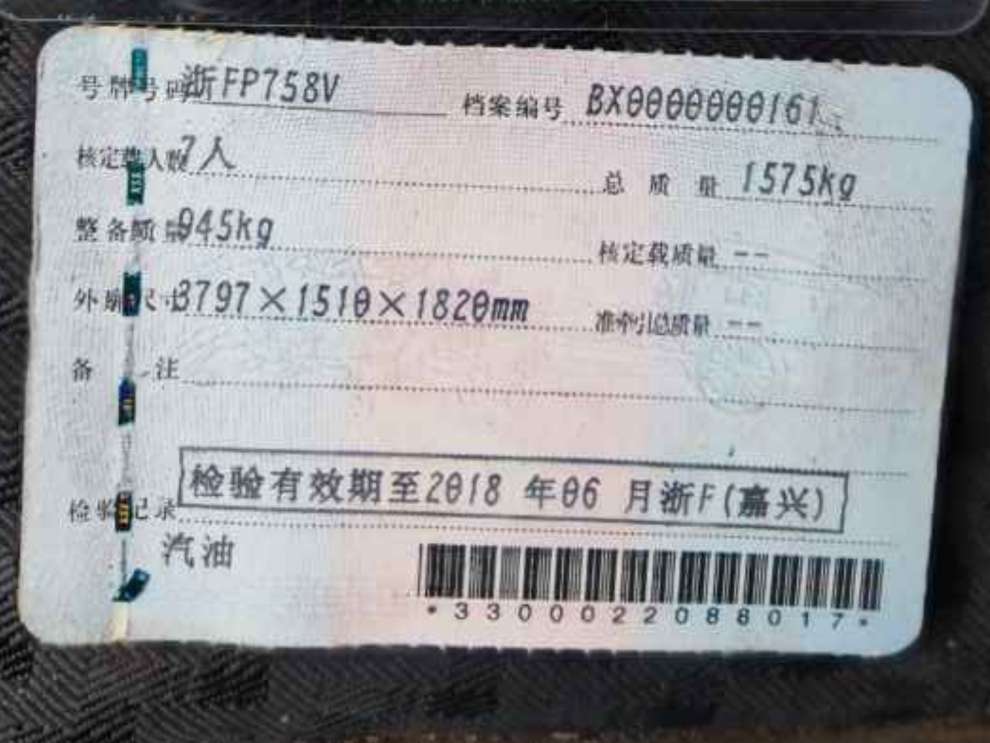 号牌号码 浙FP758V 档案编号 BX0000000161
核定载人数 7人 总质量 1575kg
整备质量 945kg 核定载质量 --
外廓尺寸 3797×1510×1820mm 准牵引总质量 --
备注
检验记录 检验有效期至2018 年06 月浙F(嘉兴)
汽油
*3300022088017*